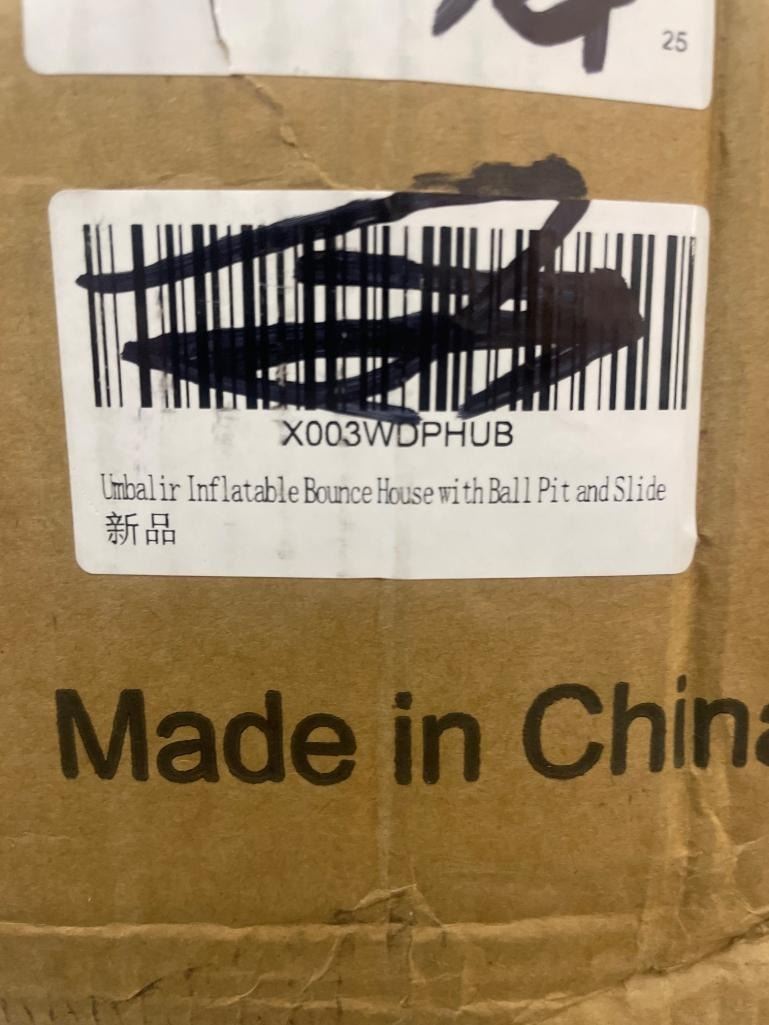 25
X003WDPHUB
Umbalir Inflatable Bounce House with Ball Pit and Slide
新品
Made in China